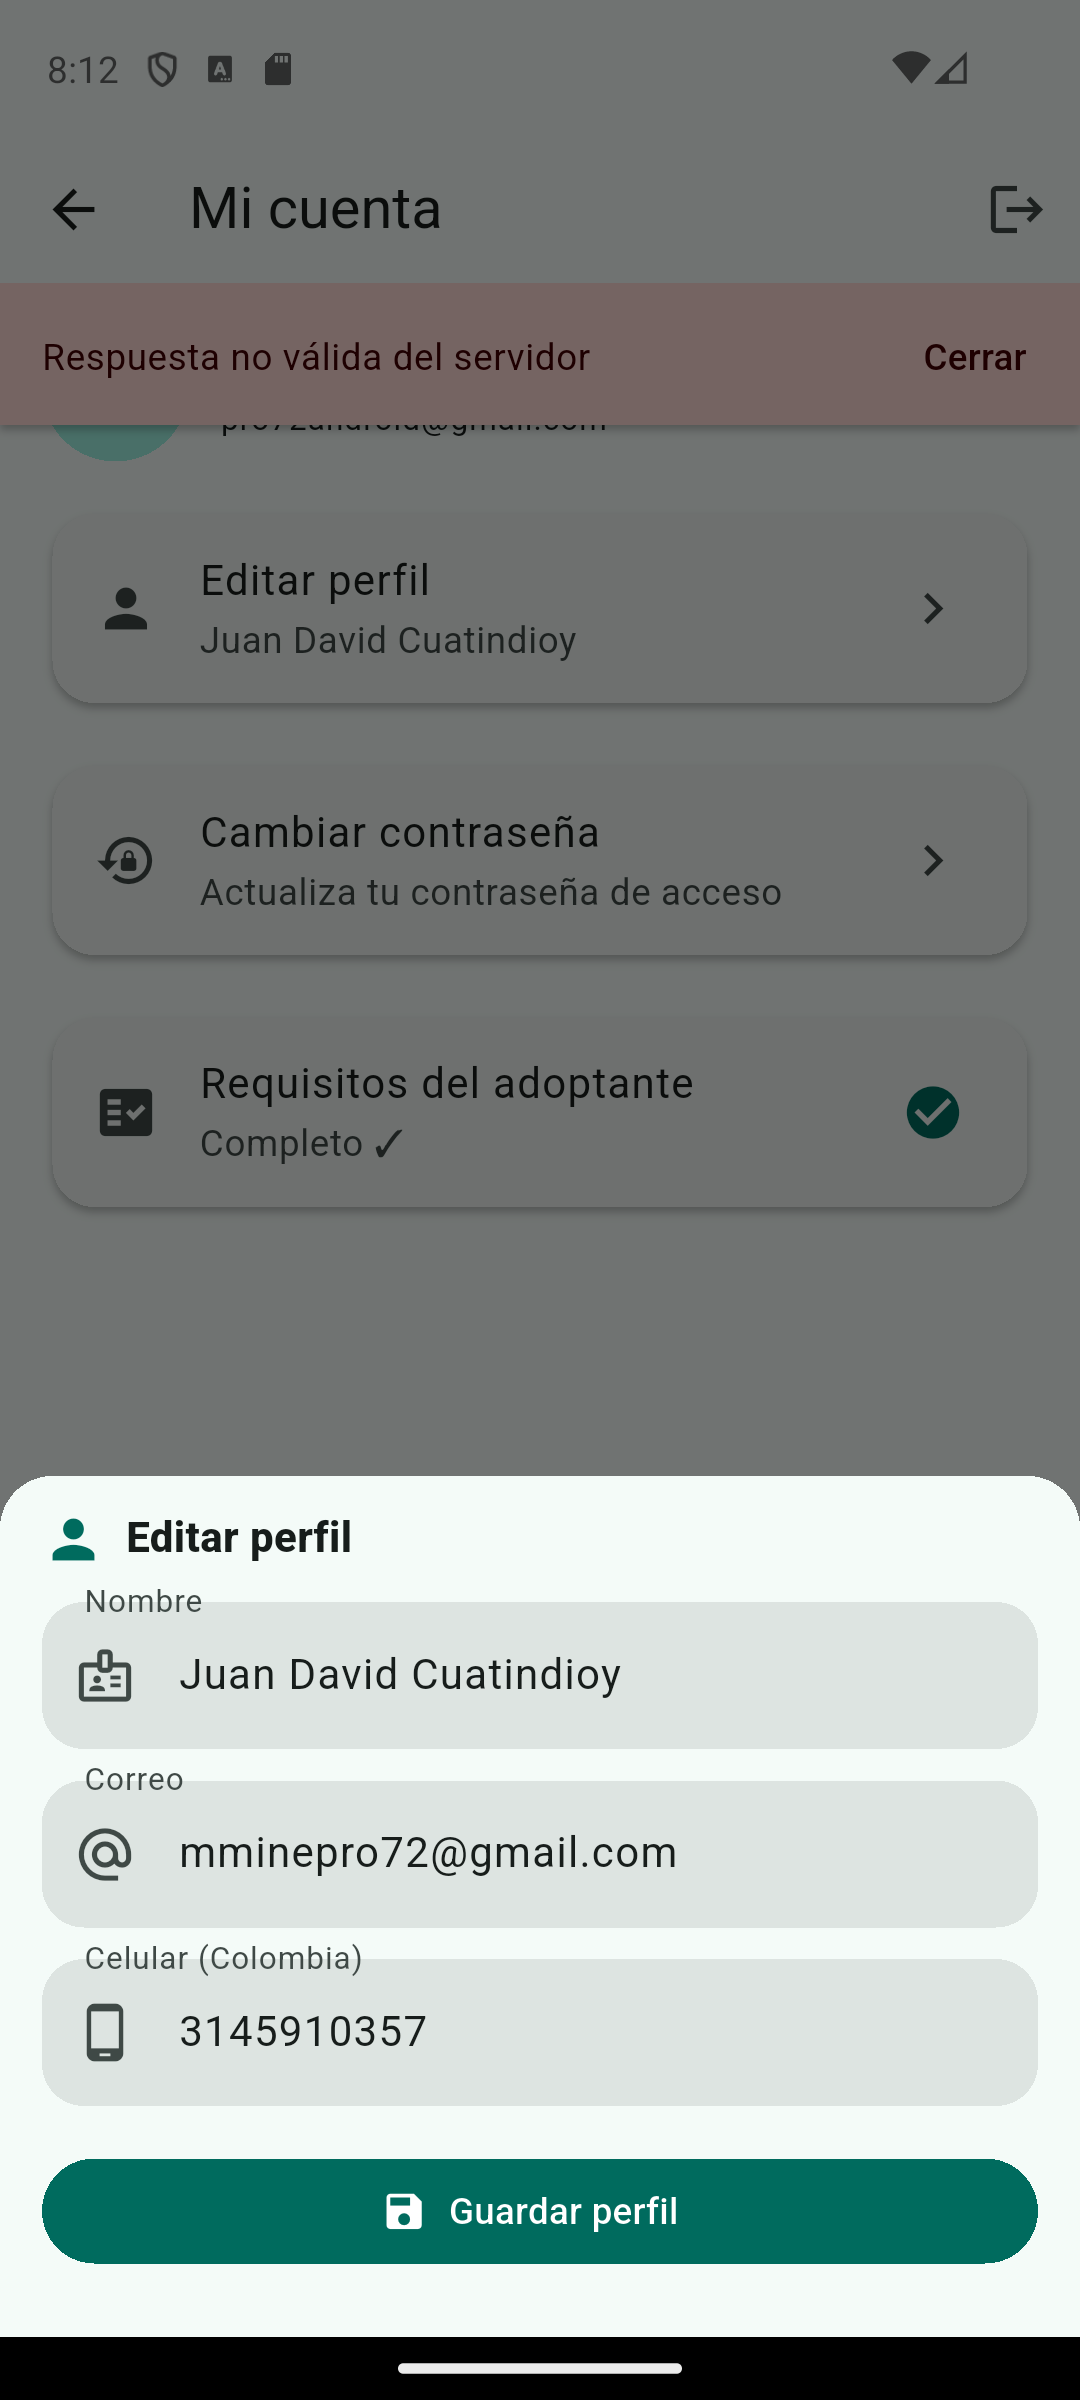 8:12
Mi cuenta
Respuesta no válida del servidor
Cerrar
Editar perfil
Juan David Cuatindioy
Cambiar contraseña
Actualiza tu contraseña de acceso
Requisitos del adoptante
Completo ✓
Editar perfil
Nombre
Juan David Cuatindioy
Correo
mminepro72@gmail.com
Celular (Colombia)
3145910357
Guardar perfil